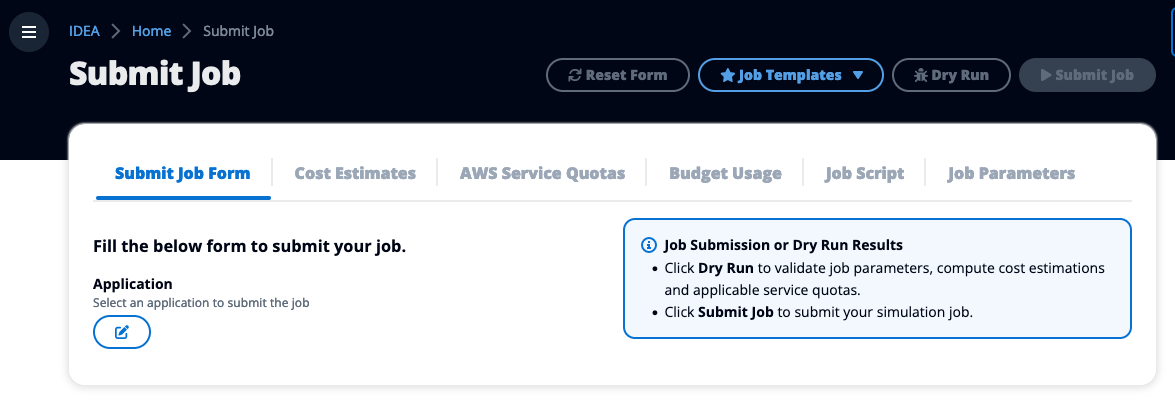 IDEA > Home > Submit Job
Submit Job
Reset Form
Job Templates
Dry Run
Submit Job
Submit Job Form
Cost Estimates
AWS Service Quotas
Budget Usage
Job Script
Job Parameters
Fill the below form to submit your job.
Application
Select an application to submit the job
Job Submission or Dry Run Results
• Click Dry Run to validate job parameters, compute cost estimations
and applicable service quotas.
• Click Submit Job to submit your simulation job.